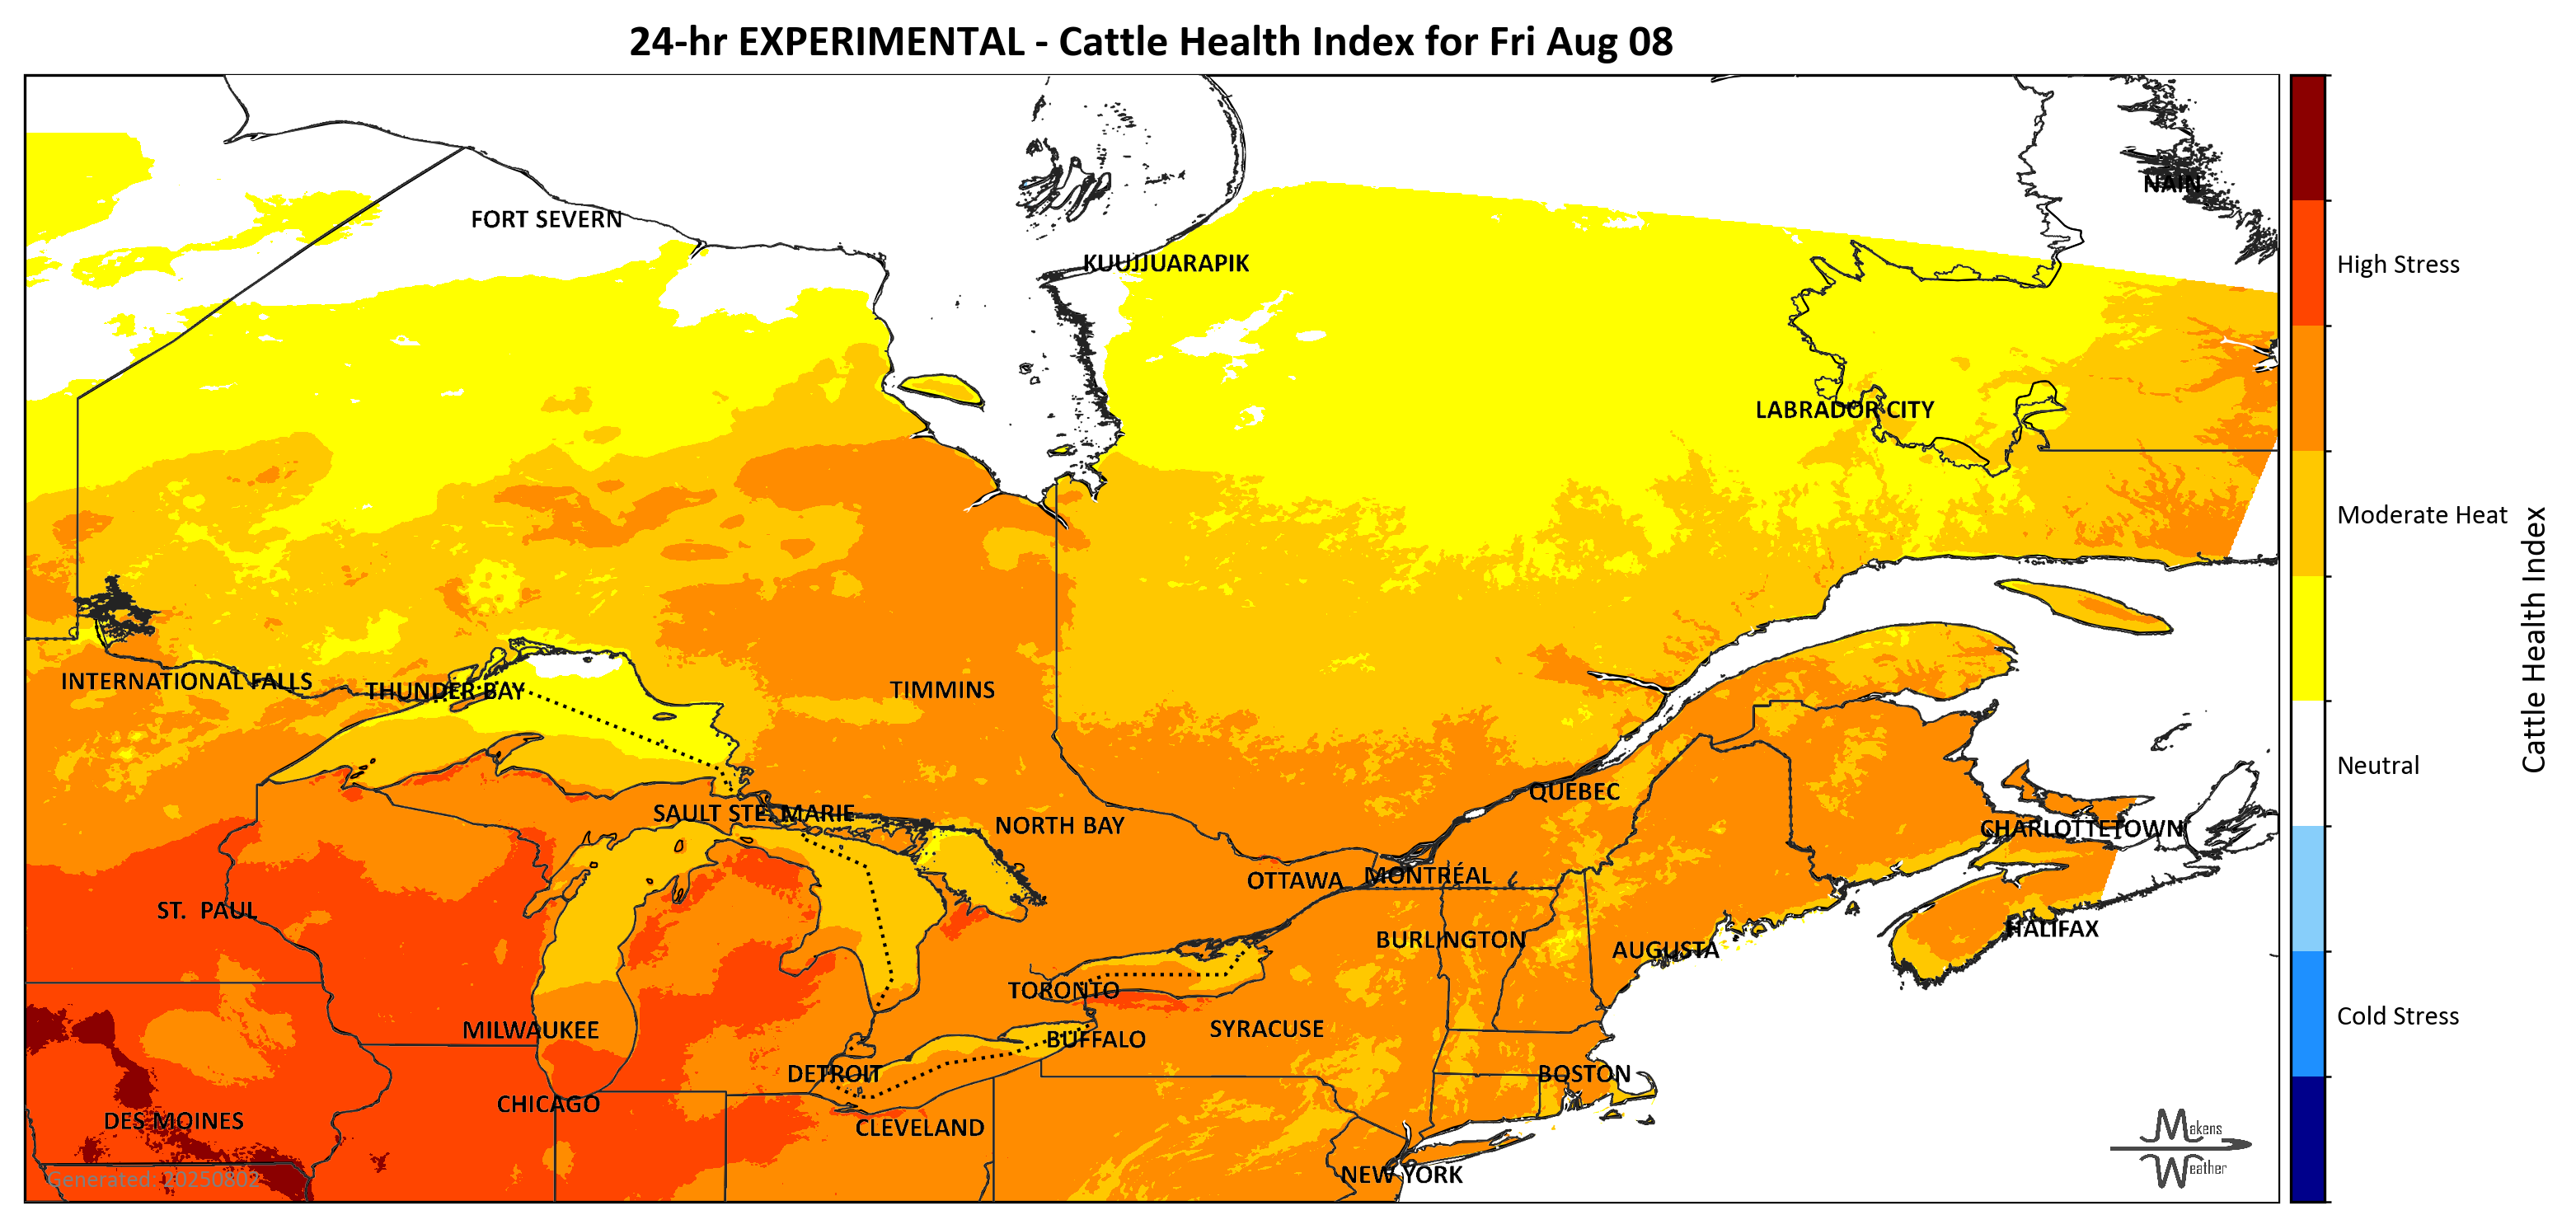 24-hr EXPERIMENTAL - Cattle Health Index for Fri Aug 08
NAIN
FORT SEVERN
KUUJJUARAPIK
High Stress
LABRADOR CITY
Moderate Heat
Cattle Health Index
INTERNATIONAL FALLS
THUNDER BAY
TIMMINS
Neutral
QUEBEC
SAULT STE. MARIE
NORTH BAY
CHARLOTTETOWN
OTTAWA
MONTRÉAL
ST. PAUL
HALIFAX
BURLINGTON
AUGUSTA
TORONTO
Cold Stress
MILWAUKEE
SYRACUSE
BUFFALO
DETROIT
BOSTON
CHICAGO
DES MOINES
CLEVELAND
Makens
Weather
NEW YORK
Generated: 20250802